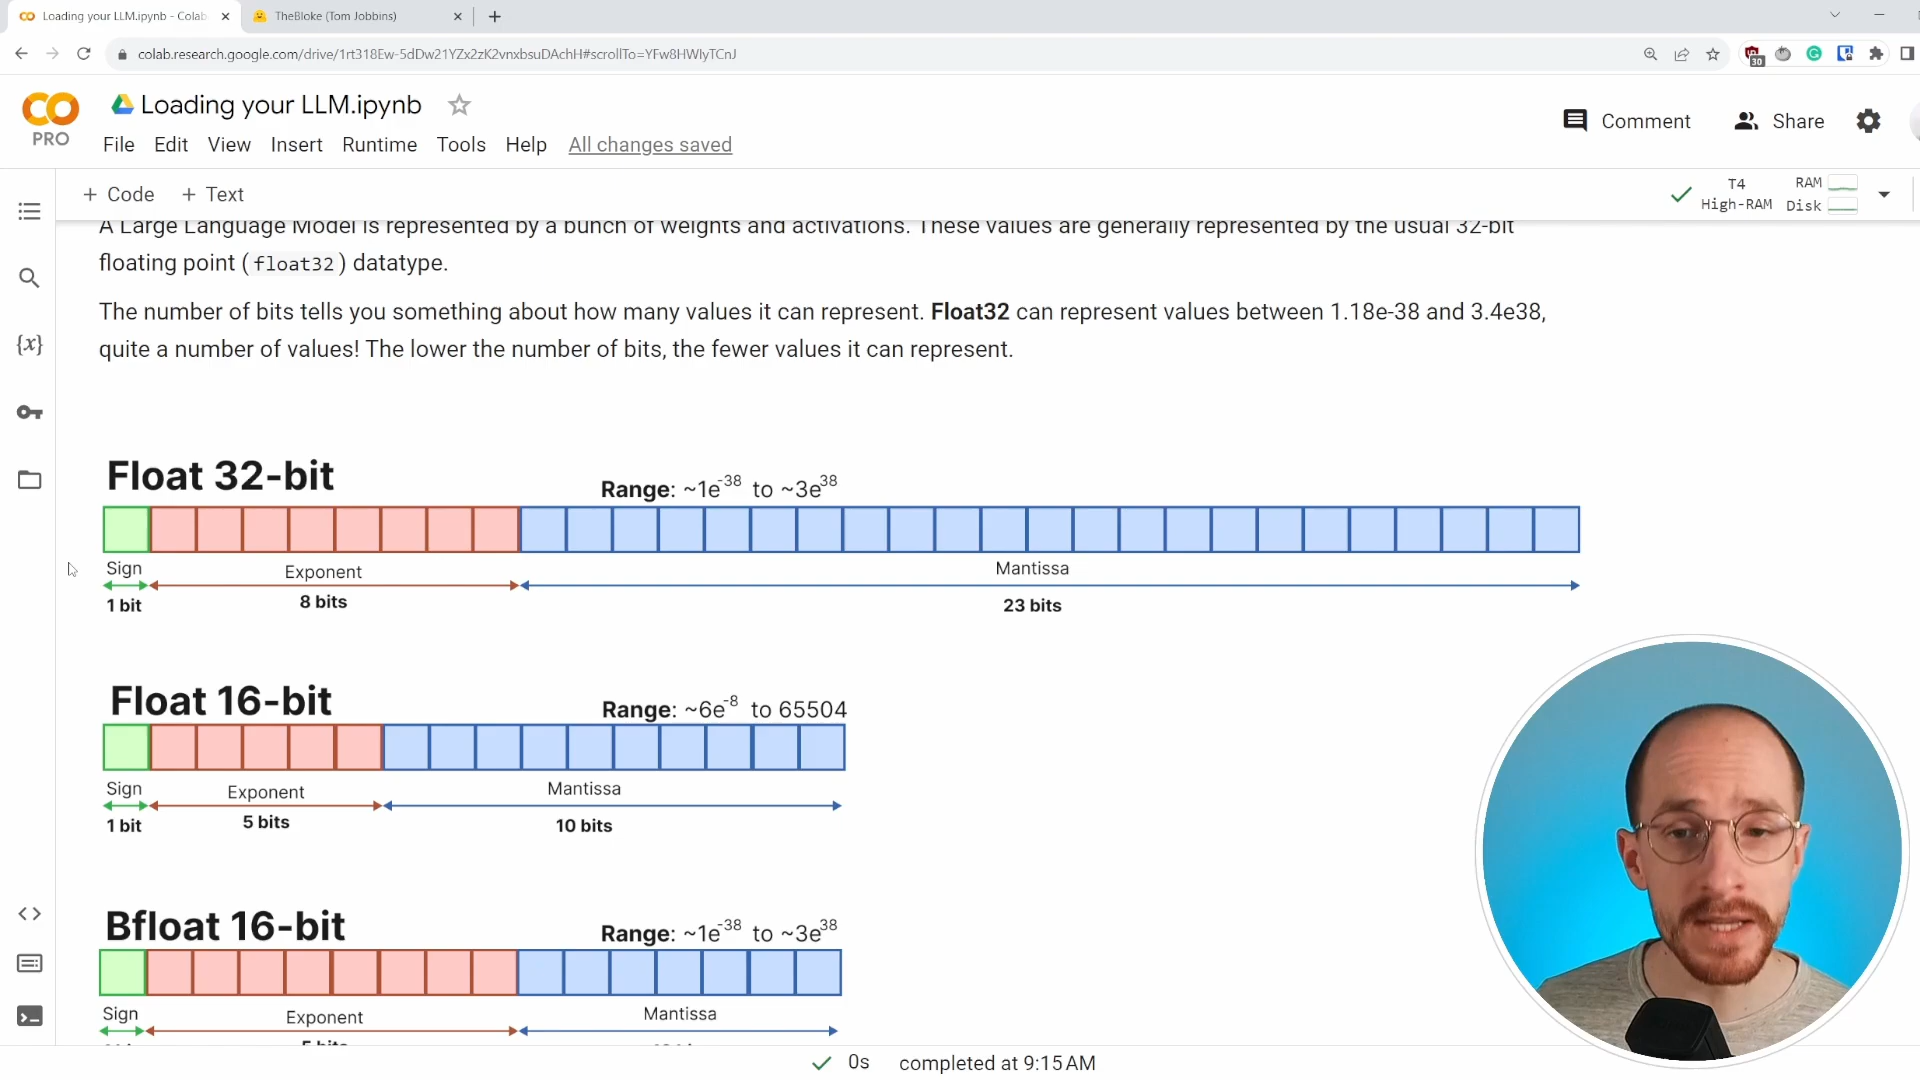 Loading your LLM.ipynb - Colab
TheBloke (Tom Jobbins)
colab.research.google.com/drive/1rt318Ew-5dDw21YZx2zK2vnxbsuDAchH#scrollTo=YFw8HWlyTCnJ
30
PRO
Loading your LLM.ipynb
File Edit View Insert Runtime Tools Help All changes saved
Comment
Share
+ Code + Text
T4
High-RAM
RAM
Disk
A Large Language Model is represented by a bunch of weights and activations. These values are generally represented by the usual 32-bit
floating point ( float32 ) datatype.
The number of bits tells you something about how many values it can represent. Float32 can represent values between 1.18e-38 and 3.4e38,
quite a number of values! The lower the number of bits, the fewer values it can represent.
{x}
Float 32-bit
Range: ~1e-38 to ~3e38
Sign
Exponent
Mantissa
1 bit
8 bits
23 bits
Float 16-bit
Range: ~6e-8 to 65504
Sign
Exponent
Mantissa
1 bit
5 bits
10 bits
Bfloat 16-bit
Range: ~1e-38 to ~3e38
Sign
Exponent
Mantissa
0s completed at 9:15 AM